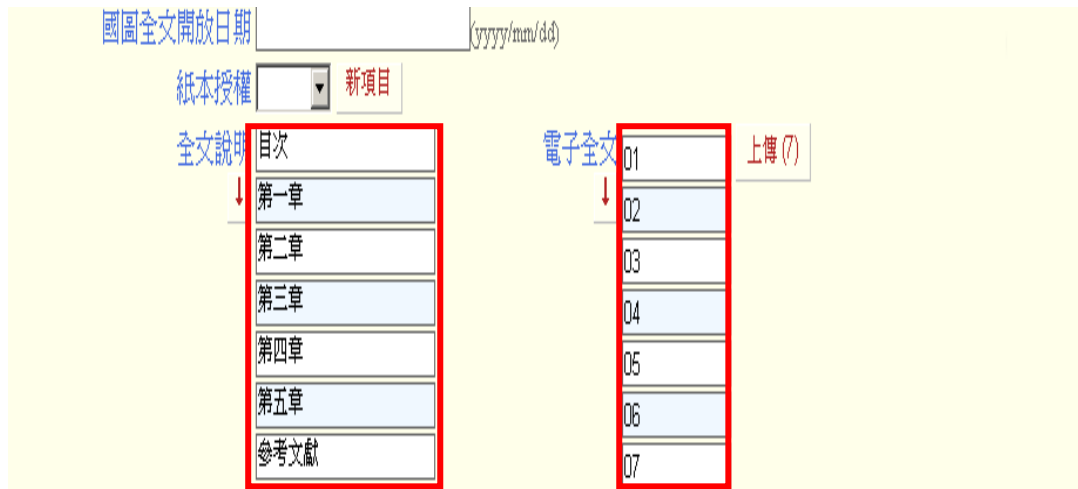 國圖全文開放日期 (yyyy/mm/dd)
紙本授權 新項目
全文說明 目次 電子全文 01 上傳 (7)
↓ 第一章 ↓ 02
第二章 03
第三章 04
第四章 05
第五章 06
參考文獻 07